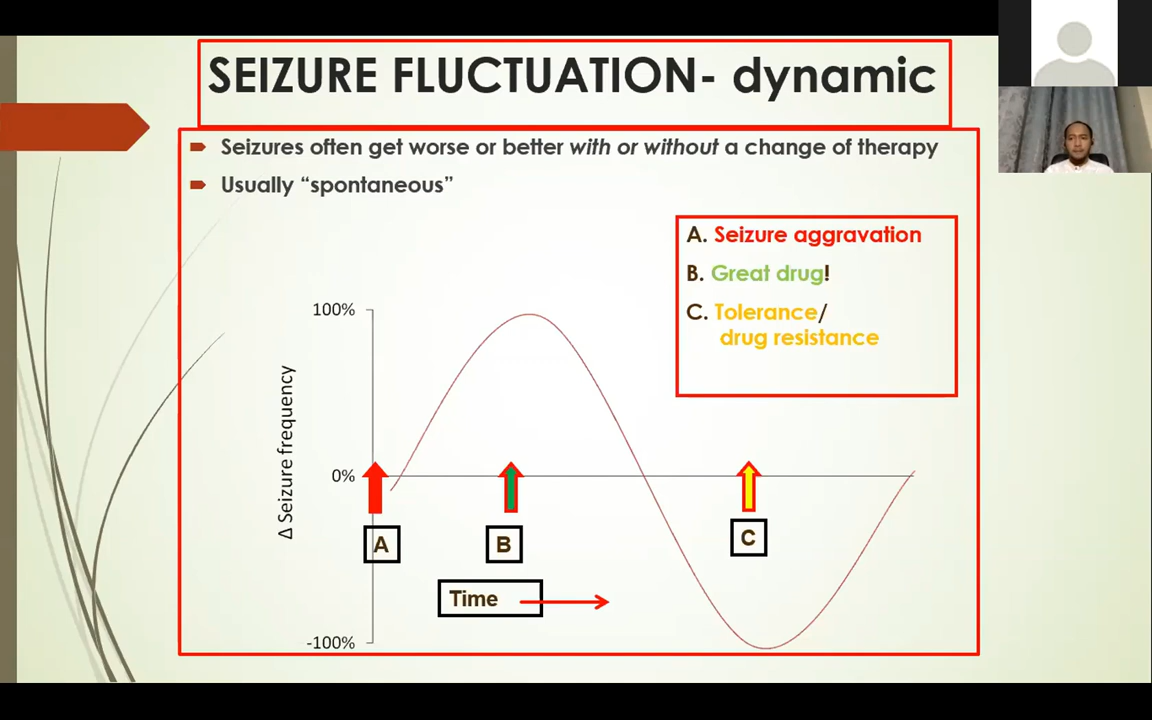 SEIZURE FLUCTUATION- dynamic
Seizures often get worse or better with or without a change of therapy
Usually “spontaneous”
A. Seizure aggravation
B. Great drug!
C. Tolerance/
drug resistance
100%
Δ Seizure frequency
0%
A
B
C
Time
-100%